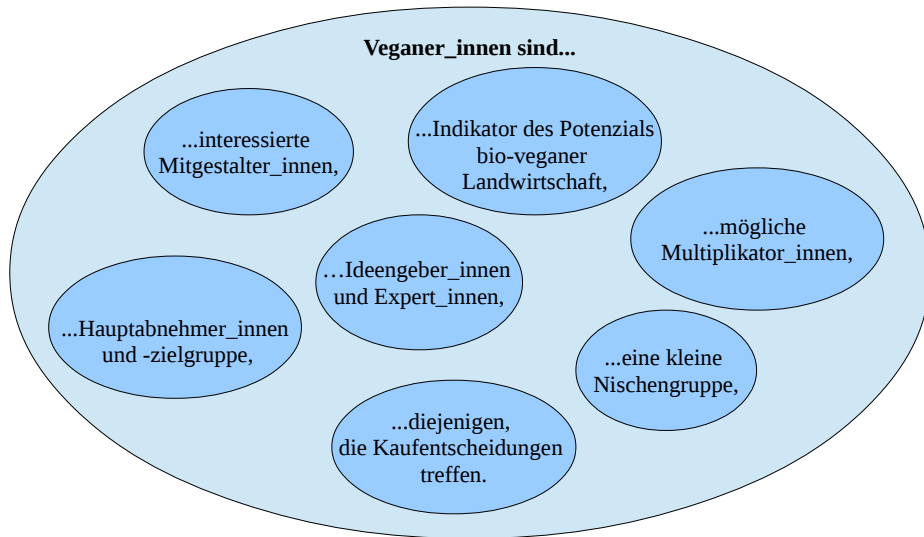 Veganer_innen sind...
...interessierte
Mitgestalter_innen,
...Indikator des Potenzials
bio-veganer
Landwirtschaft,
...mögliche
Multiplikator_innen,
…Ideengeber_innen
und Expert_innen,
...Hauptabnehmer_innen
und -zielgruppe,
...eine kleine
Nischengruppe,
...diejenigen,
die Kaufentscheidungen
treffen.